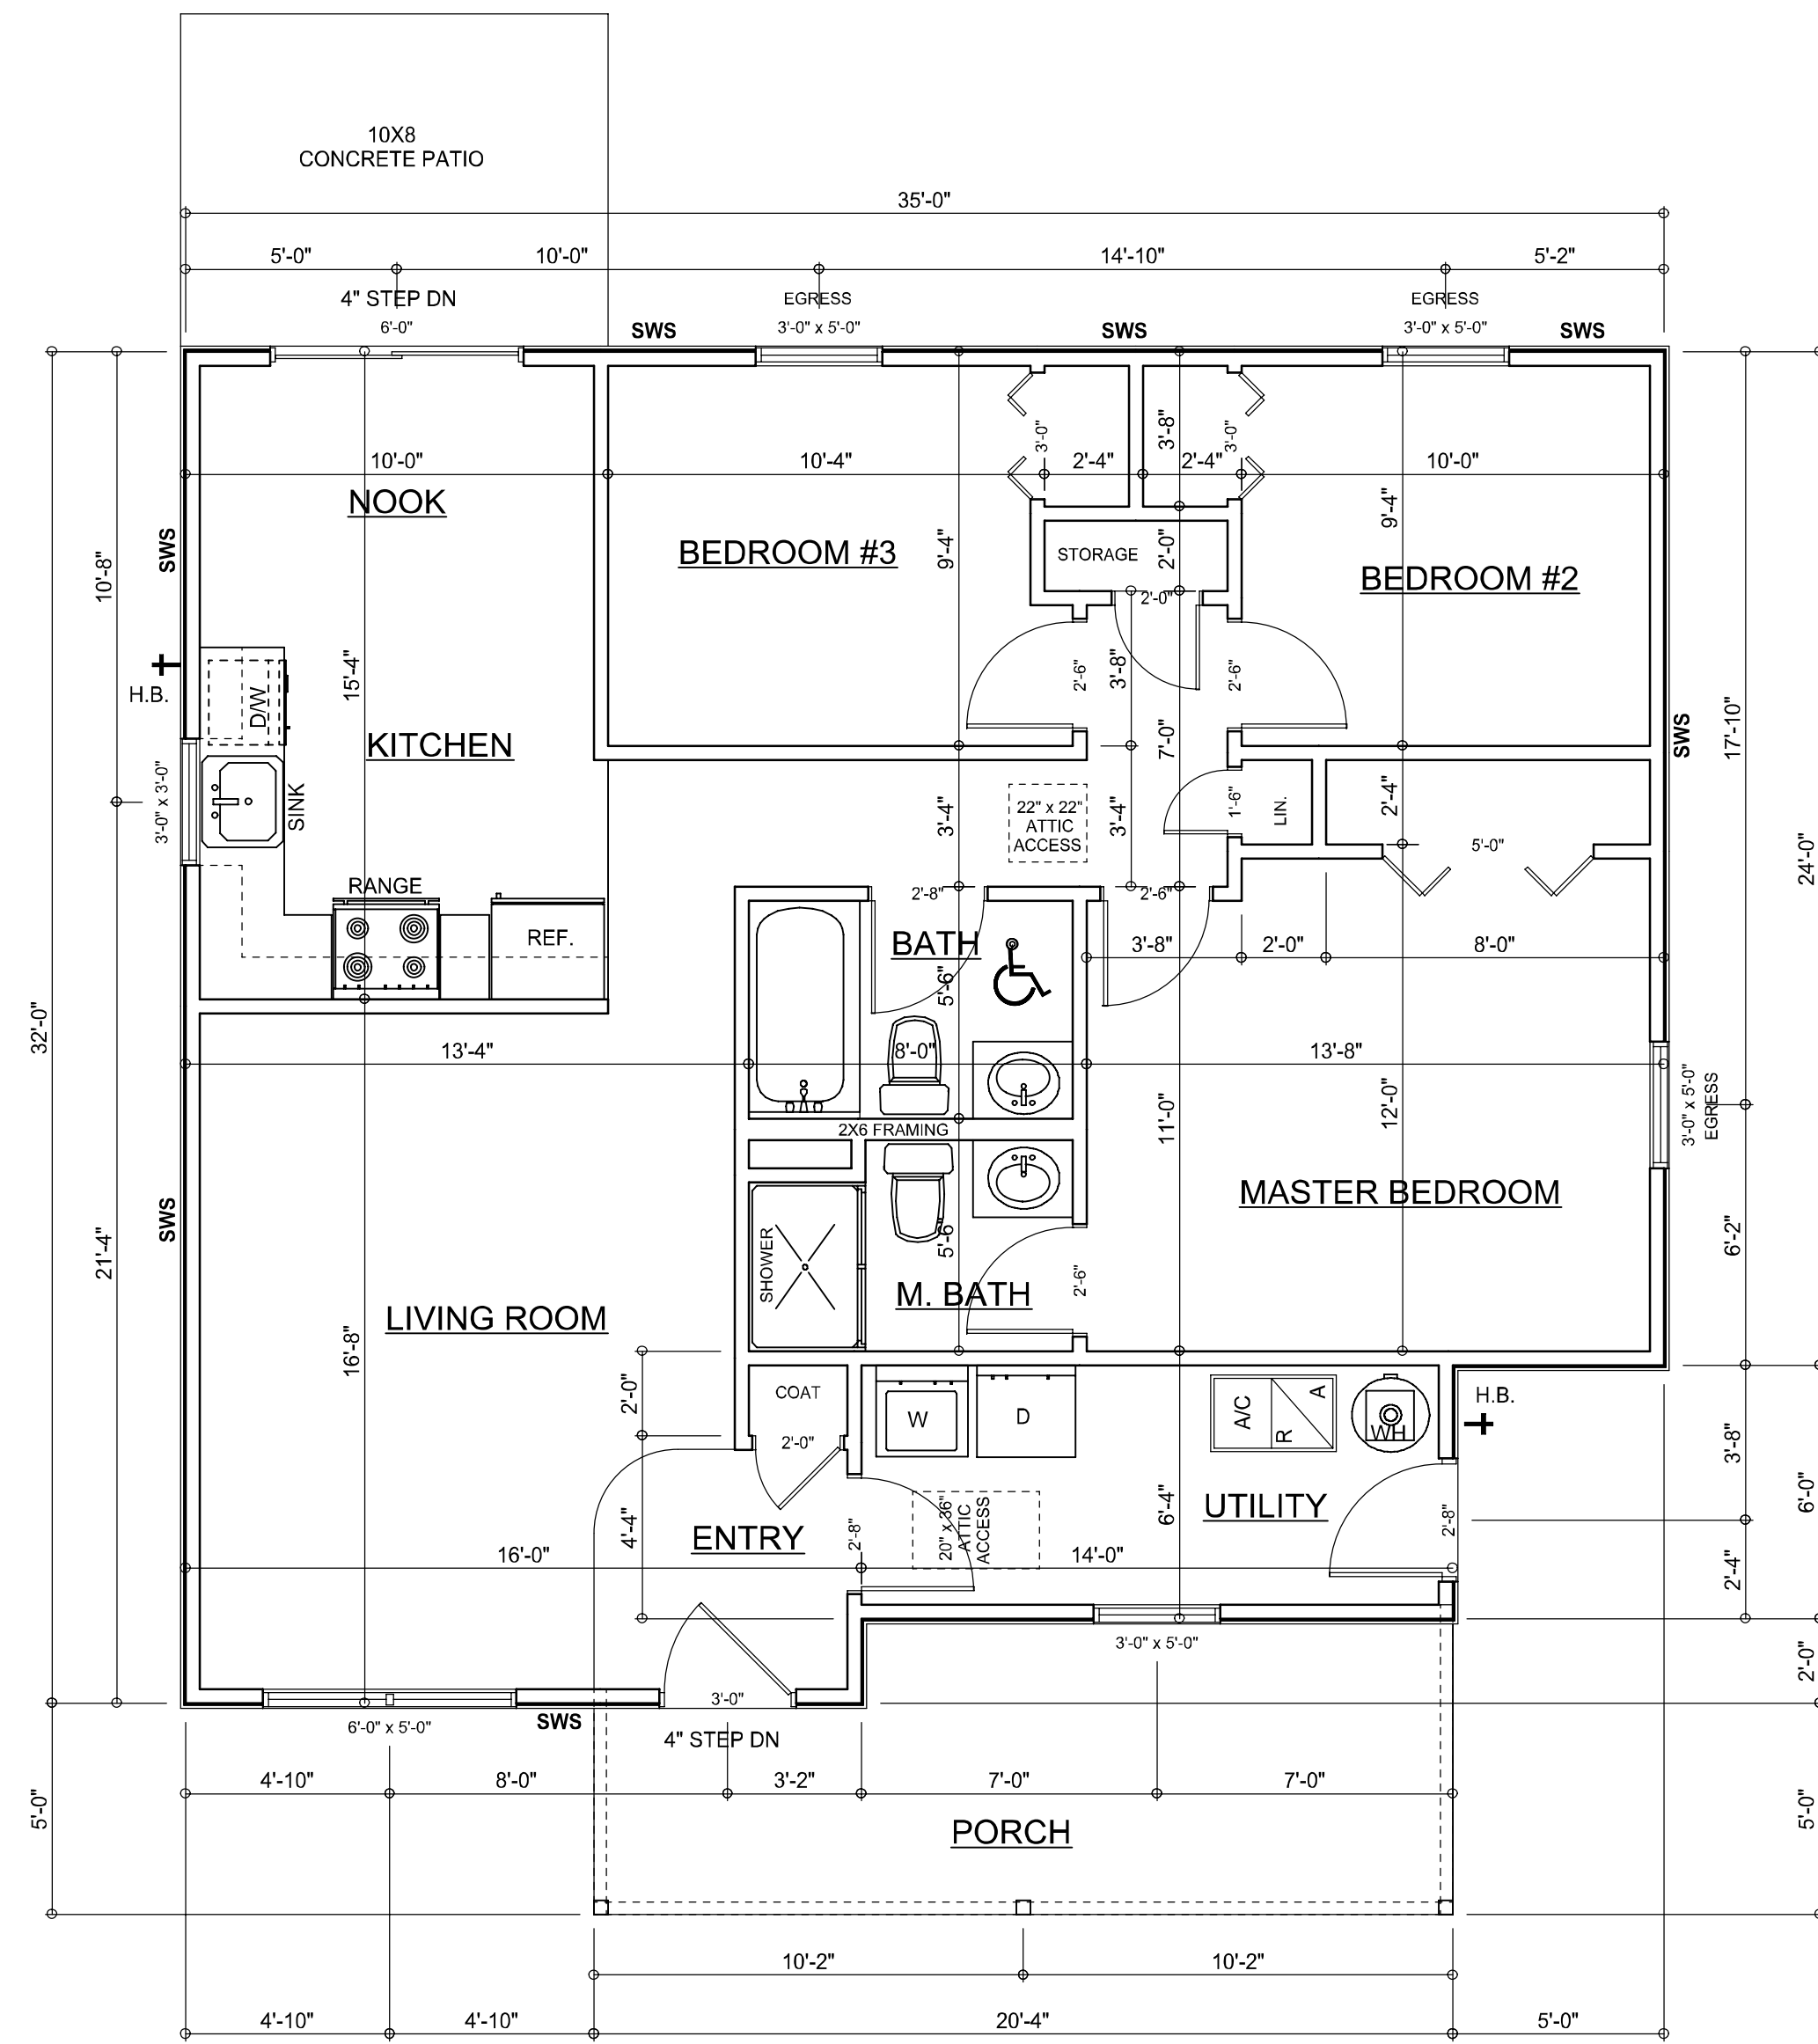 10X8
CONCRETE PATIO
35'-0"
5'-0"
10'-0"
14'-10"
5'-2"
4" STEP DN
EGRESS
EGRESS
6'-0"
SWS
3'-0" x 5'-0"
SWS
3'-0" x 5'-0"
SWS
3'-0"
3'-8"
3'-0"
10'-0"
10'-4"
2'-4"
2'-4"
10'-0"
NOOK
9'-4"
SWS
10'-8"
BEDROOM #3
9'-4"
STORAGE
2'-0"
BEDROOM #2
2'-0"
H.B.
15'-4"
D/W
2'-6"
3'-8"
2'-6"
KITCHEN
7'-0"
SWS
17'-10"
3'-0" x 3'-0"
SINK
3'-4"
22" x 22"
ATTIC
ACCESS
3'-4"
1'-6"
LIN.
2'-4"
5'-0"
24'-0"
RANGE
2'-8"
2'-6"
REF.
BATH
3'-8"
2'-0"
8'-0"
5'-6"
32'-0"
13'-4"
8'-0"
13'-8"
3'-0" x 5'-0"
EGRESS
2X6 FRAMING
11'-0"
12'-0"
SWS
21'-4"
MASTER BEDROOM
5'-6"
6'-2"
SHOWER
M. BATH
2'-6"
LIVING ROOM
16'-8"
2'-0"
COAT
W
D
A/C
R
A
WH
H.B.
2'-0"
3'-8"
4'-4"
ENTRY
2'-8"
20" x 36"
ATTIC
ACCESS
6'-4"
UTILITY
2'-8"
6'-0"
16'-0"
14'-0"
2'-4"
3'-0" x 5'-0"
2'-0"
3'-0"
6'-0" x 5'-0"
SWS
4" STEP DN
4'-10"
8'-0"
3'-2"
7'-0"
7'-0"
5'-0"
PORCH
5'-0"
10'-2"
10'-2"
4'-10"
4'-10"
20'-4"
5'-0"